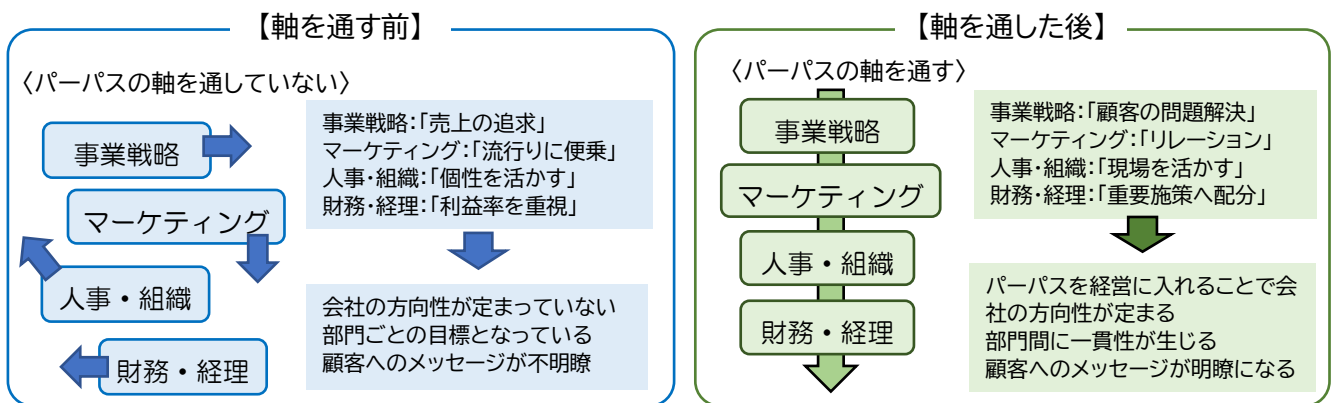 【軸を通す前】
〈パーパスの軸を通していない〉
事業戦略
マーケティング
人事・組織
財務・経理
事業戦略:「売上の追求」
マーケティング:「流行りに便乗」
人事・組織:「個性を活かす」
財務・経理:「利益率を重視」
会社の方向性が定まっていない
部門ごとの目標となっている
顧客へのメッセージが不明瞭
【軸を通した後】
〈パーパスの軸を通す〉
事業戦略
マーケティング
人事・組織
財務・経理
事業戦略:「顧客の問題解決」
マーケティング:「リレーション」
人事・組織:「現場を活かす」
財務・経理:「重要施策へ配分」
パーパスを経営に入れることで会
社の方向性が定まる
部門間に一貫性が生じる
顧客へのメッセージが明瞭になる